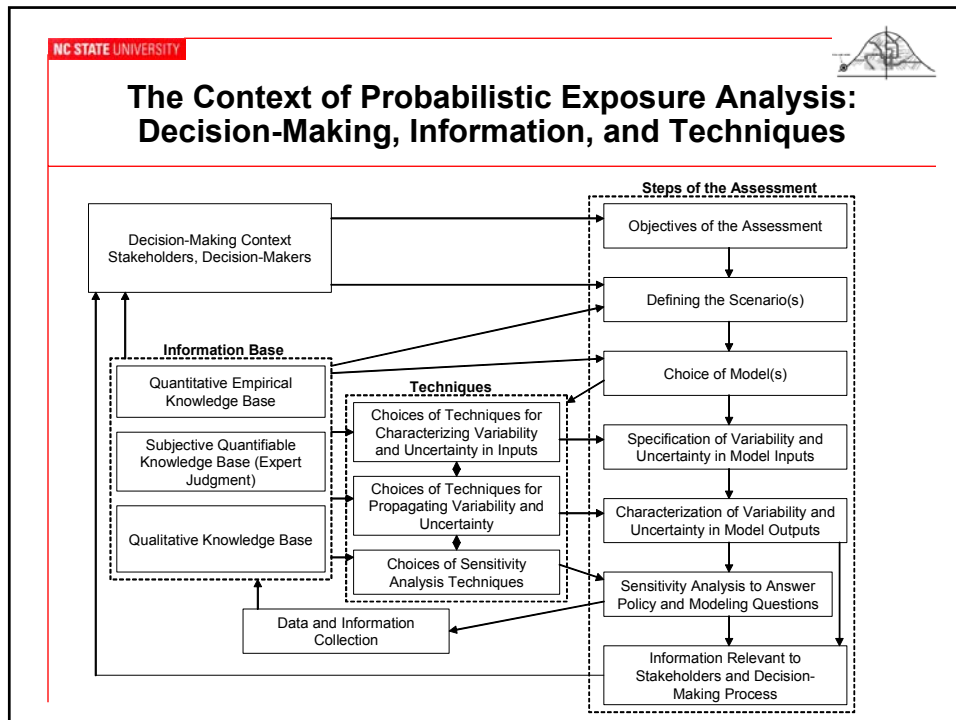 NC STATE UNIVERSITY
The Context of Probabilistic Exposure Analysis:
Decision-Making, Information, and Techniques
Steps of the Assessment
Decision-Making Context
Stakeholders, Decision-Makers
Objectives of the Assessment
Defining the Scenario(s)
Information Base
Quantitative Empirical
Knowledge Base
Techniques
Choice of Model(s)
Subjective Quantifiable
Knowledge Base (Expert
Judgment)
Choices of Techniques for
Characterizing Variability
and Uncertainty in Inputs
Specification of Variability and
Uncertainty in Model Inputs
Qualitative Knowledge Base
Choices of Techniques for
Propagating Variability and
Uncertainty
Characterization of Variability and
Uncertainty in Model Outputs
Choices of Sensitivity
Analysis Techniques
Sensitivity Analysis to Answer
Policy and Modeling Questions
Data and Information
Collection
Information Relevant to
Stakeholders and Decision-
Making Process